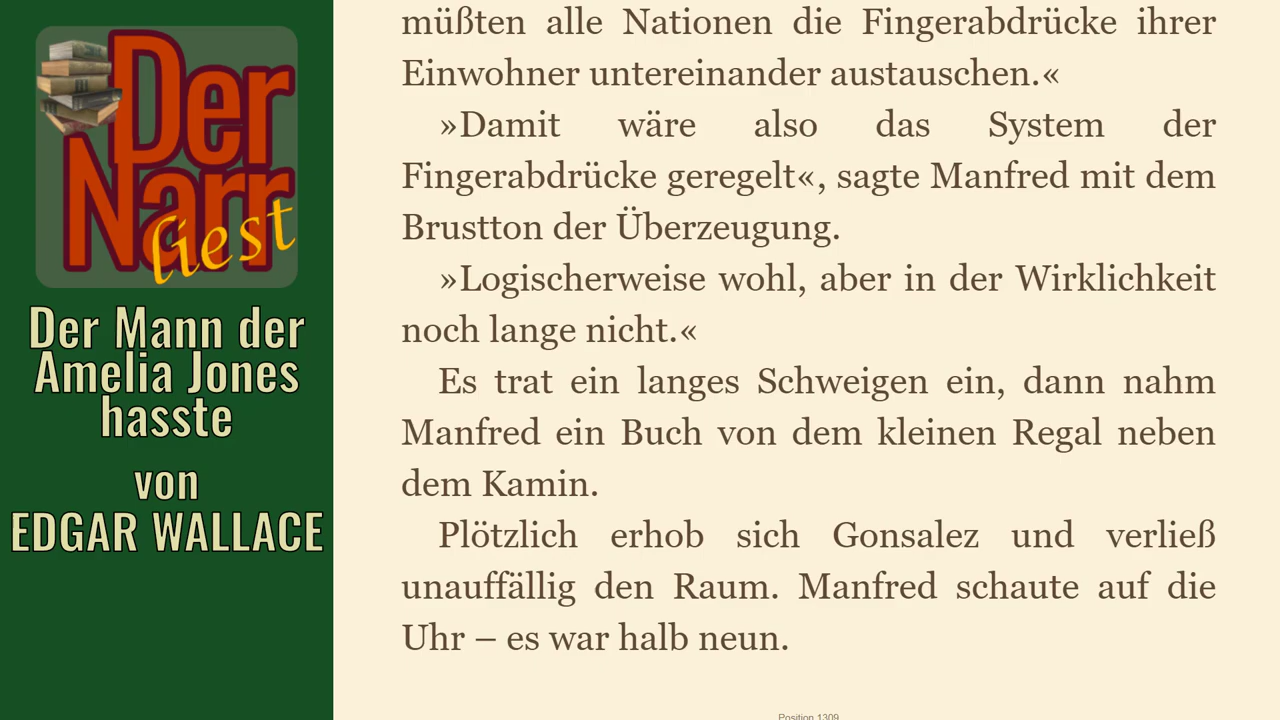 Der
Narr
liest
Der Mann der
Amelia Jones
hasste
von
EDGAR WALLACE
müßten alle Nationen die Fingerabdrücke ihrer
Einwohner untereinander austauschen.«
»Damit wäre also das System der
Fingerabdrücke geregelt«, sagte Manfred mit dem
Brustton der Überzeugung.
»Logischerweise wohl, aber in der Wirklichkeit
noch lange nicht.«
Es trat ein langes Schweigen ein, dann nahm
Manfred ein Buch von dem kleinen Regal neben
dem Kamin.
Plötzlich erhob sich Gonsalez und verließ
unauffällig den Raum. Manfred schaute auf die
Uhr – es war halb neun.
Position 1309